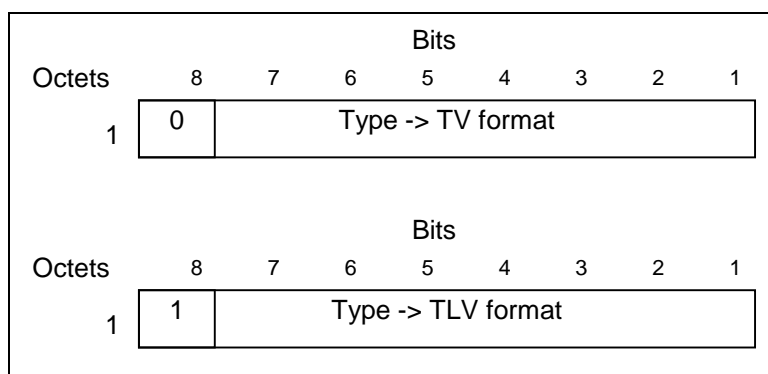 Bits
Octets 8 7 6 5 4 3 2 1
1 0 Type -> TV format
Bits
Octets 8 7 6 5 4 3 2 1
1 1 Type -> TLV format